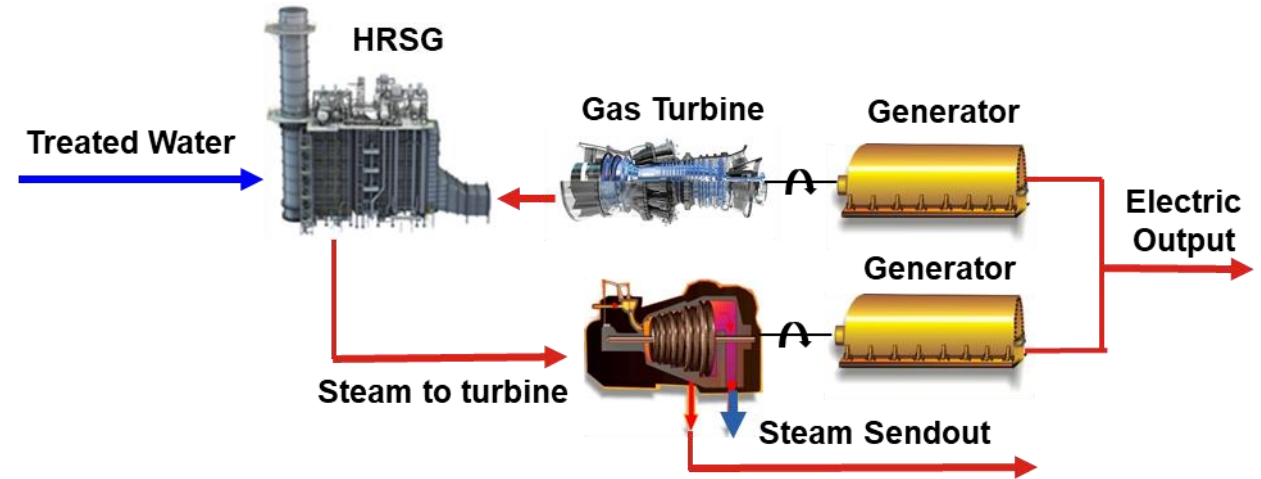 HRSG
Treated Water
Gas Turbine
Generator
Electric
Output
Generator
Steam to turbine
Steam Sendout